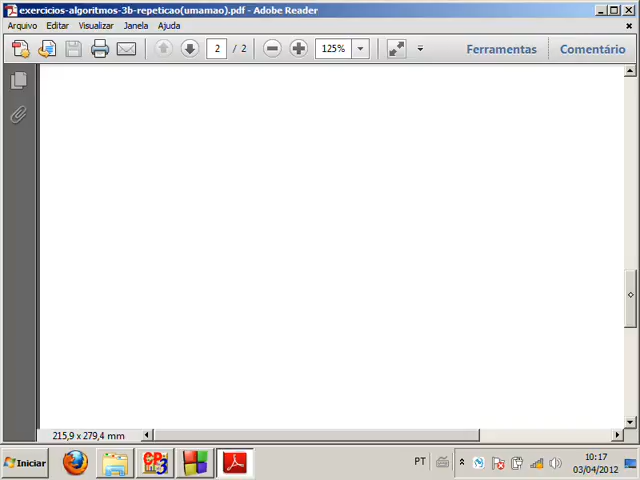 exercicios-algoritmos-3b-repeticao(umamao).pdf - Adobe Reader
Arquivo Editar Visualizar Janela Ajuda
2 / 2 125% Ferramentas Comentário
215,9 x 279,4 mm
Iniciar PT 10:17
03/04/2012